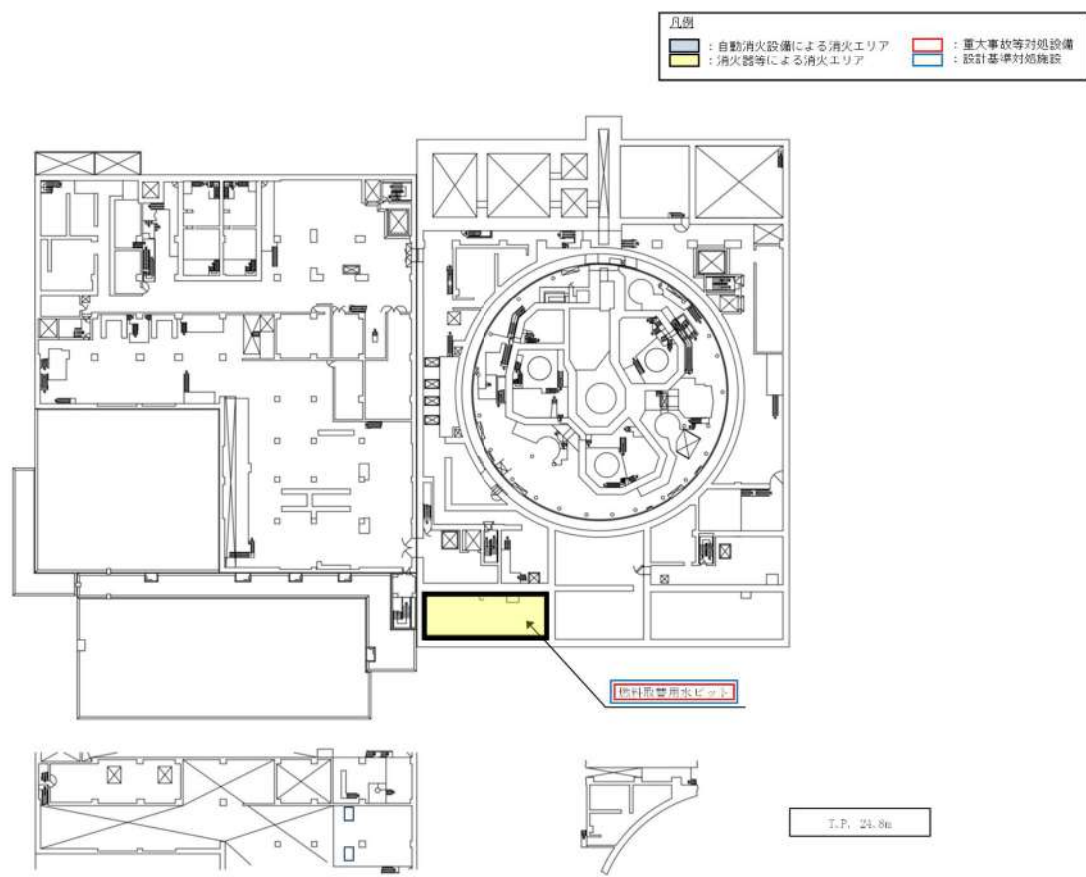 凡例
：自動消火設備による消火エリア
：重大事故等対処設備
：消火器等による消火エリア
：設計基準対処施設
燃料取替用水ピット
T.P. 24.8m